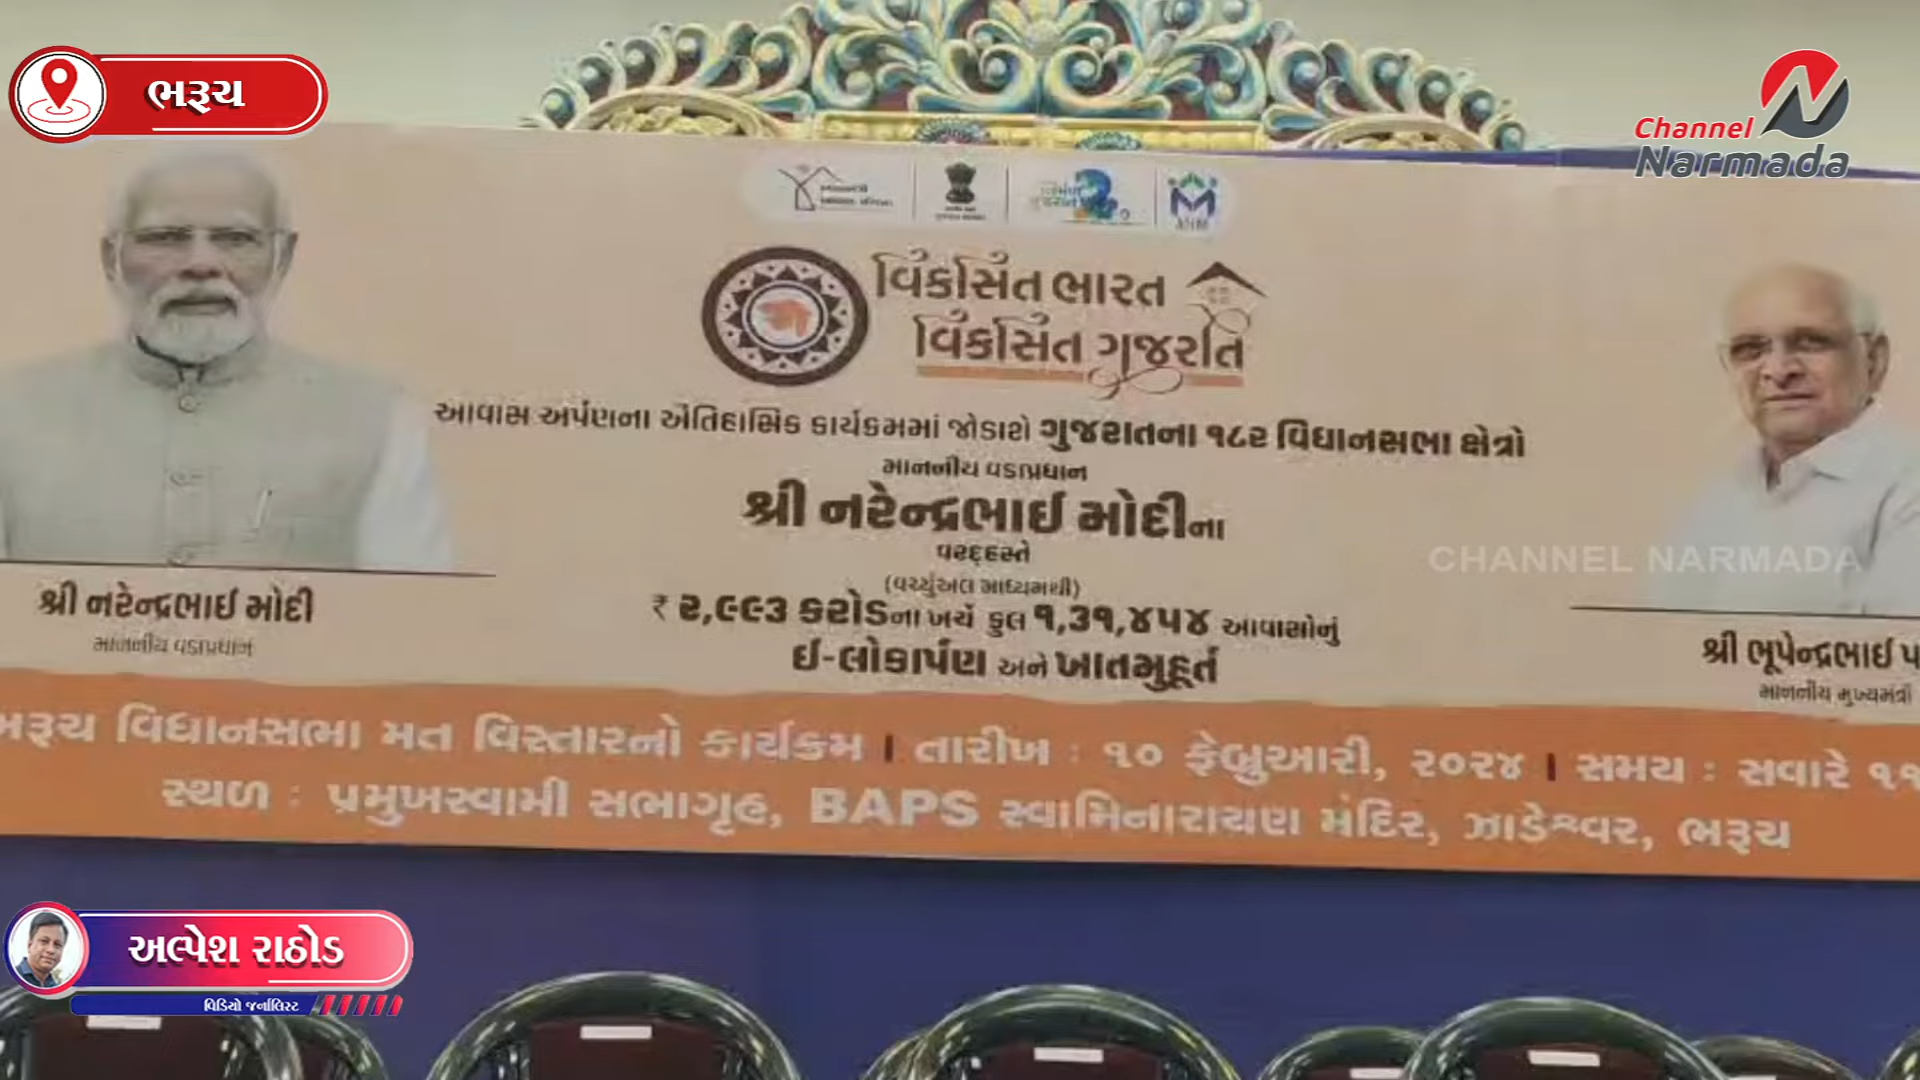 ભરૂચ
Channel
Narmada
વિકસિત ભારત
વિકસિત ગુજરાત
આવાસ અર્પણના ઐતિહાસિક કાર્યક્રમમાં જોડાશે ગુજરાતના ૧૮૨ વિધાનસભા ક્ષેત્રો
માનનીય વડાપ્રધાન
શ્રી નરેન્દ્રભાઈ મોદીના
વરદ્હસ્તે
(વર્ચ્યુઅલ માધ્યમથી)
₹ ૨,૯૯૩ કરોડના ખર્ચે કુલ ૧,૩૧,૪૫૪ આવાસોનું
ઈ-લોકાર્પણ અને ખાતમુહૂર્ત
CHANNEL NARMADA
શ્રી નરેન્દ્રભાઈ મોદી
માનનીય વડાપ્રધાન
શ્રી ભૂપેન્દ્રભાઈ પ
માનનીય મુખ્યમંત્રી
ભરૂચ વિધાનસભા મત વિસ્તારનો કાર્યક્રમ | તારીખ : ૧૦ ફેબ્રુઆરી, ૨૦૨૪ | સમય : સવારે ૧૧
સ્થળ : પ્રમુખસ્વામી સભાગૃહ, BAPS સ્વામિનારાયણ મંદિર, ઝાડેશ્વર, ભરૂચ
અલ્પેશ રાઠોડ
વિડિયો જર્નાલિસ્ટ